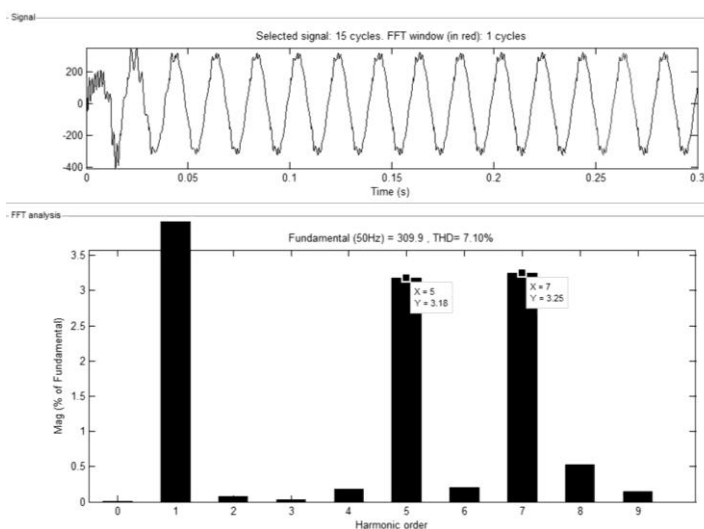 Signal
Selected signal: 15 cycles. FFT window (in red): 1 cycles
200
0
-200
-400
0 0.05 0.1 0.15 0.2 0.25 0.3
Time (s)
FFT analysis
Fundamental (50Hz) = 309.9 , THD= 7.10%
3.5
3
2.5
2
1.5
1
0.5
0
Mag (% of Fundamental)
X = 5
Y = 3.18
X = 7
Y = 3.25
0 1 2 3 4 5 6 7 8 9
Harmonic order